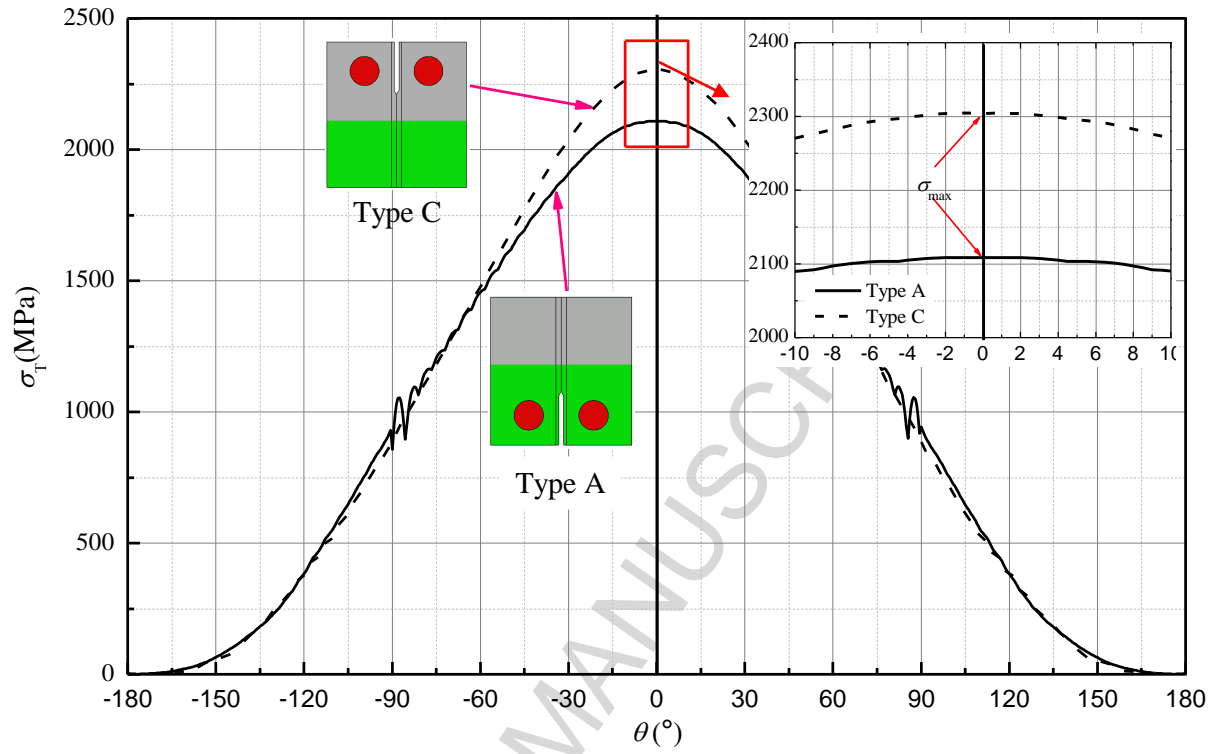 σT(MPa)
2500
2000
1500
1000
500
0
-180 -150 -120 -90 -60 -30 0 30 60 90 120 150 180
θ (°)
Type C
Type A
2400
2300
2200
2100
2000
σmax
Type A
Type C
-10 -8 -6 -4 -2 0 2 4 6 8 10
MANUSCRI